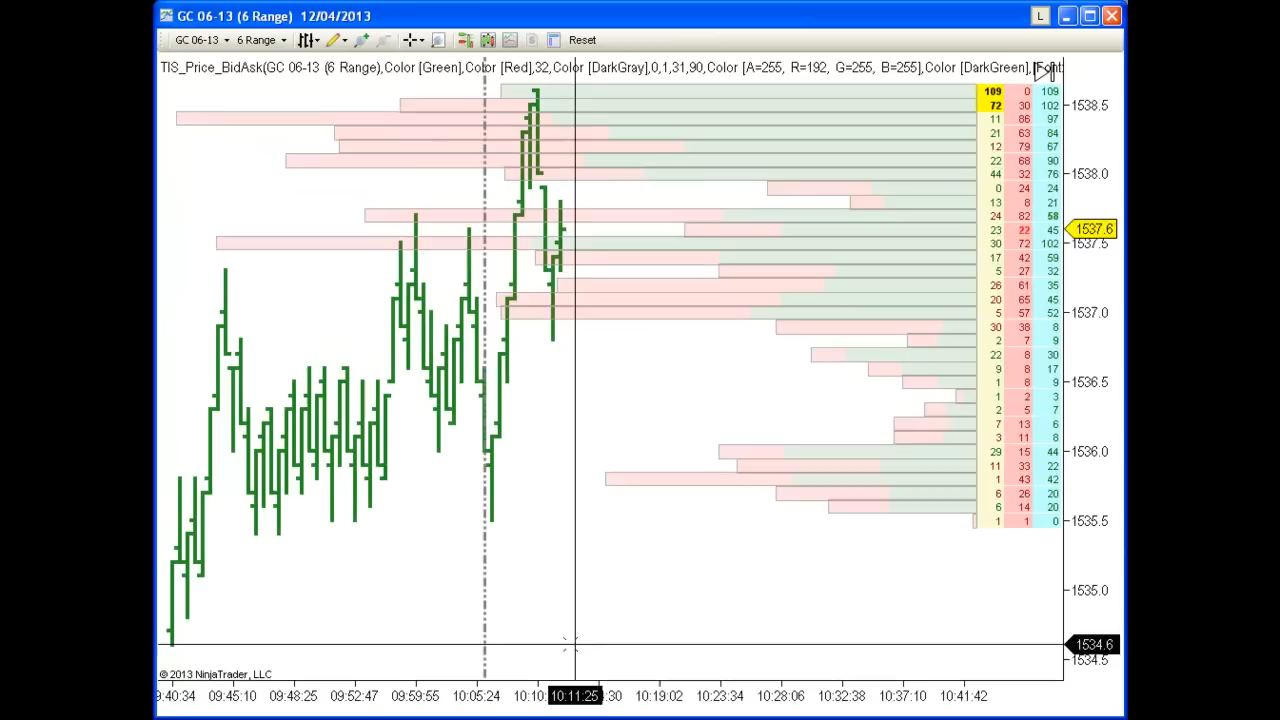 GC 06-13 (6 Range) 12/04/2013
L
GC 06-13 6 Range Reset
TIS_Price_BidAsk(GC 06-13 (6 Range),Color [Green],Color [Red],32,Color [DarkGray],0,1,31,90,Color [A=255, R=192, G=255, B=255],Color [DarkGreen],
109 0 109
72 30 102
1538.5
11 86 97
21 63 84
12 79 67
22 68 90
44 32 76
1538.0
0 24 24
13 8 21
24 82 58
23 22 45
1537.6
30 72 102
1537.5
17 42 59
5 27 32
26 61 35
20 65 45
5 57 52
1537.0
30 38 8
2 7 9
22 8 30
9 8 17
1 8 9
1536.5
1 2 3
2 5 7
7 13 6
3 11 8
29 15 44
1536.0
11 33 22
1 43 42
6 26 20
6 14 20
1 1 0
1535.5
1535.0
1534.6
1534.5
© 2013 NinjaTrader, LLC
9:40:34 09:45:10 09:48:25 09:52:47 09:59:55 10:05:24 10:10: 10:11:25 :30 10:19:02 10:23:34 10:28:06 10:32:38 10:37:10 10:41:42